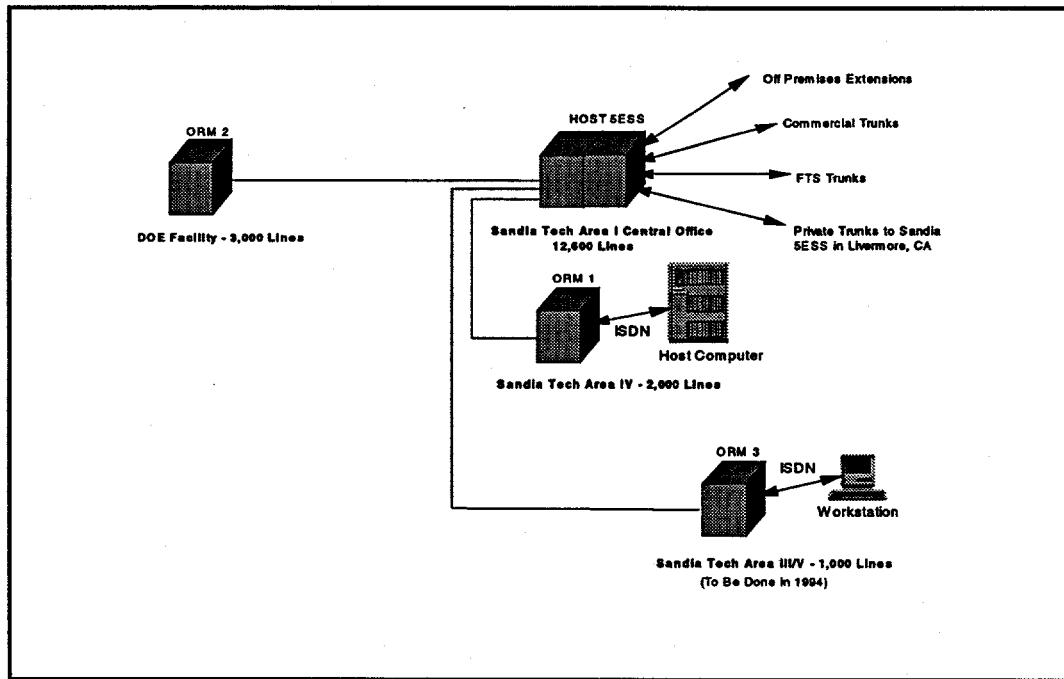 Off Premises Extensions
HOST 5ESS
ORM 2
Commercial Trunks
FTS Trunks
DOE Facility - 3,000 Lines
Sandia Tech Area I Central Office
12,600 Lines
Private Trunks to Sandia
5ESS in Livermore, CA
ORM 1
ISDN
Host Computer
Sandia Tech Area IV - 2,000 Lines
ORM 3
ISDN
Workstation
Sandia Tech Area III/V - 1,000 Lines
(To Be Done in 1994)